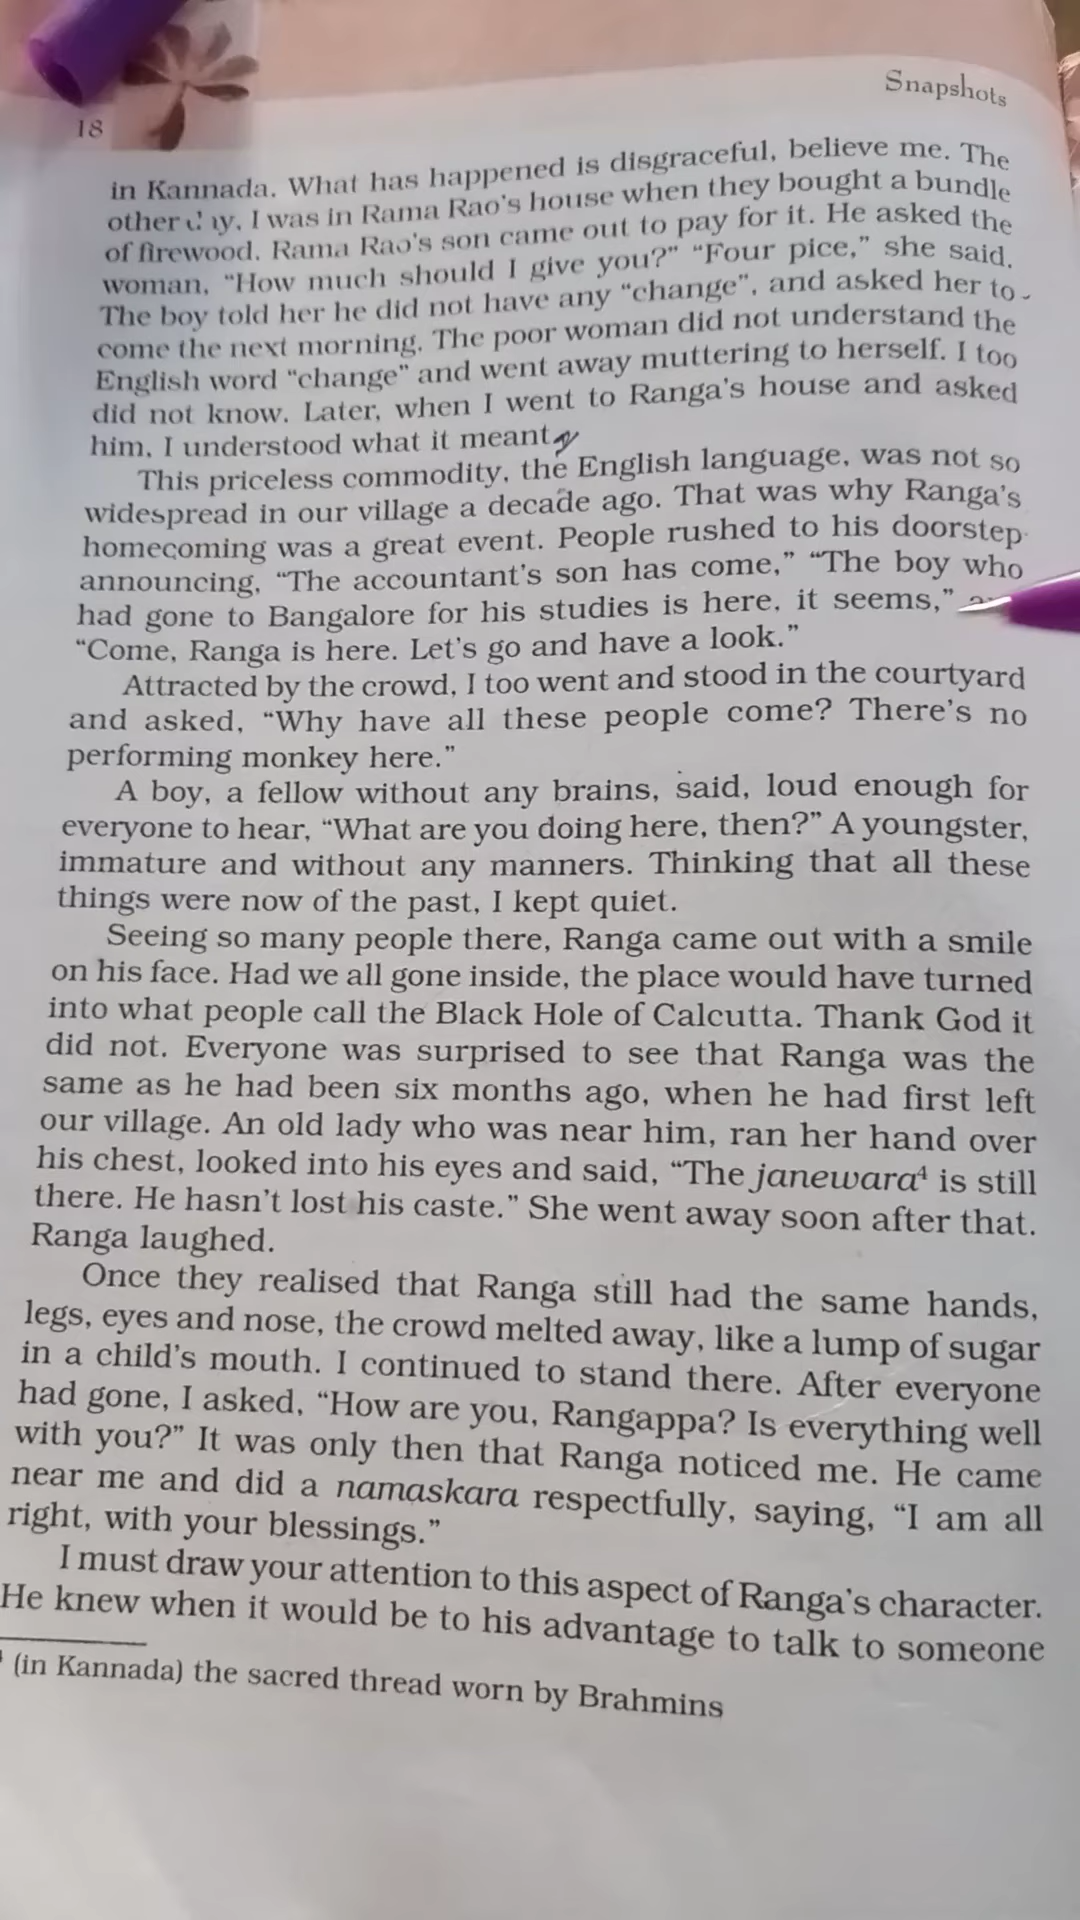 Snapshots
18
in Kannada. What has happened is disgraceful, believe me. The
other day, I was in Rama Rao's house when they bought a bundle
of firewood. Rama Rao's son came out to pay for it. He asked the
woman, “How much should I give you?” “Four pice,” she said.
The boy told her he did not have any “change”, and asked her to
come the next morning. The poor woman did not understand the
English word “change” and went away muttering to herself. I too
did not know. Later, when I went to Ranga's house and asked
him, I understood what it meant.
This priceless commodity, the English language, was not so
widespread in our village a decade ago. That was why Ranga's
homecoming was a great event. People rushed to his doorstep
announcing, “The accountant's son has come,” “The boy who
had gone to Bangalore for his studies is here, it seems,”
“Come, Ranga is here. Let's go and have a look.”
Attracted by the crowd, I too went and stood in the courtyard
and asked, “Why have all these people come? There's no
performing monkey here.”
A boy, a fellow without any brains, said, loud enough for
everyone to hear, “What are you doing here, then?” A youngster,
immature and without any manners. Thinking that all these
things were now of the past, I kept quiet.
Seeing so many people there, Ranga came out with a smile
on his face. Had we all gone inside, the place would have turned
into what people call the Black Hole of Calcutta. Thank God it
did not. Everyone was surprised to see that Ranga was the
same as he had been six months ago, when he had first left
our village. An old lady who was near him, ran her hand over
his chest, looked into his eyes and said, “The janewara⁴ is still
there. He hasn't lost his caste.” She went away soon after that.
Ranga laughed.
Once they realised that Ranga still had the same hands,
legs, eyes and nose, the crowd melted away, like a lump of sugar
in a child's mouth. I continued to stand there. After everyone
had gone, I asked, “How are you, Rangappa? Is everything well
with you?” It was only then that Ranga noticed me. He came
near me and did a namaskara respectfully, saying, “I am all
right, with your blessings.”
I must draw your attention to this aspect of Ranga's character.
He knew when it would be to his advantage to talk to someone
(in Kannada) the sacred thread worn by Brahmins